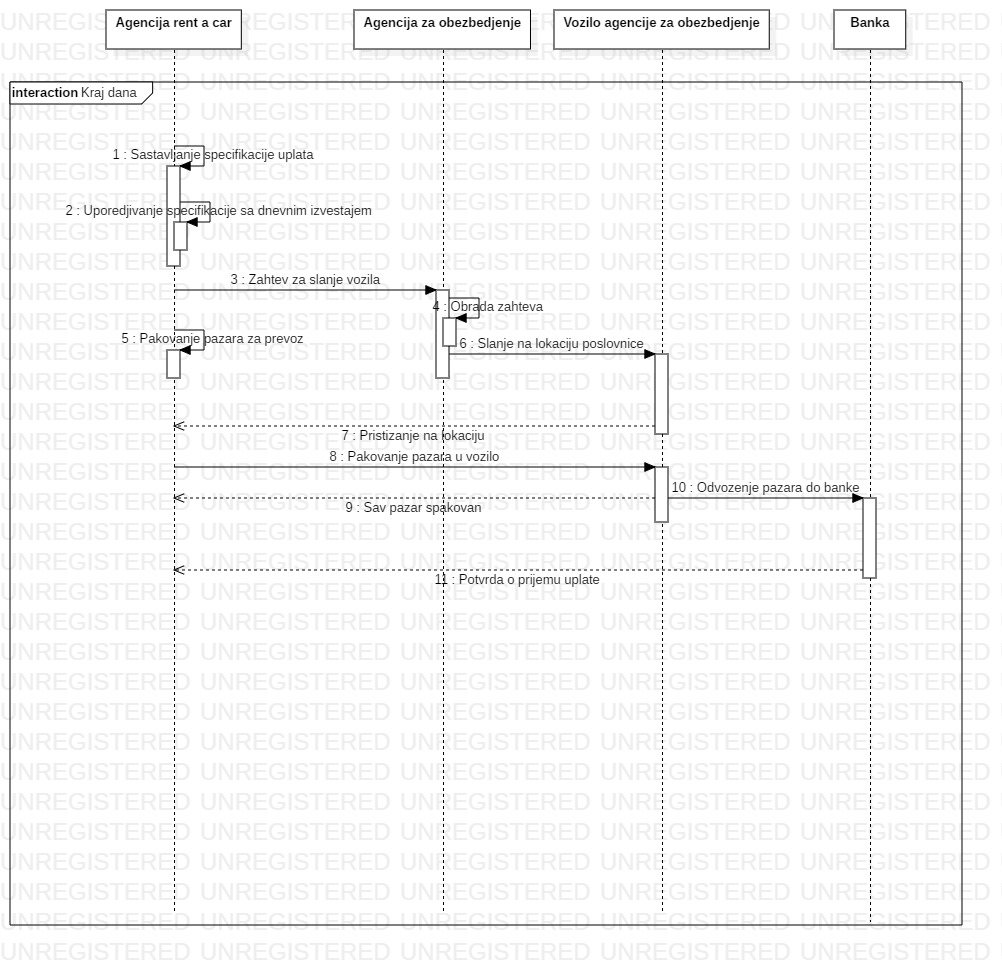 Agencija rent a car
Agencija za obezbedjenje
Vozilo agencije za obezbedjenje
Banka
interaction Kraj dana
1 : Sastavljanje specifikacije uplata
2 : Uporedjivanje specifikacije sa dnevnim izvestajem
3 : Zahtev za slanje vozila
4 : Obrada zahteva
5 : Pakovanje pazara za prevoz
6 : Slanje na lokaciju poslovnice
7 : Pristizanje na lokaciju
8 : Pakovanje pazara u vozilo
10 : Odvozenje pazara do banke
9 : Sav pazar spakovan
11 : Potvrda o prijemu uplate
UNREGISTERED